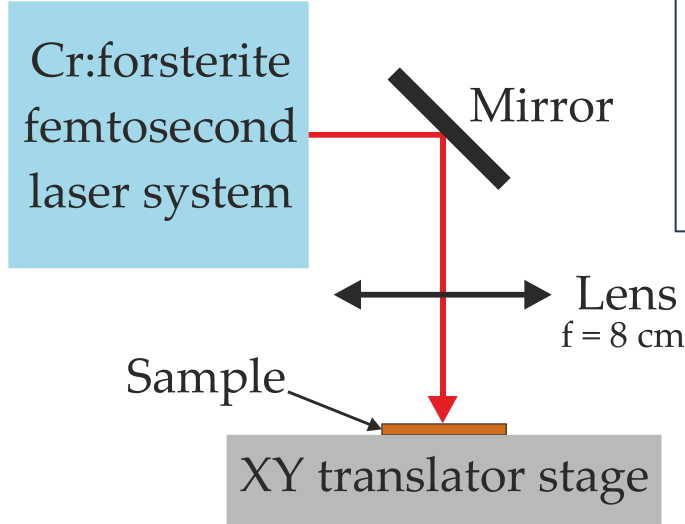 Cr:forsterite
femtosecond
laser system
Mirror
Lens
f = 8 cm
Sample
XY translator stage